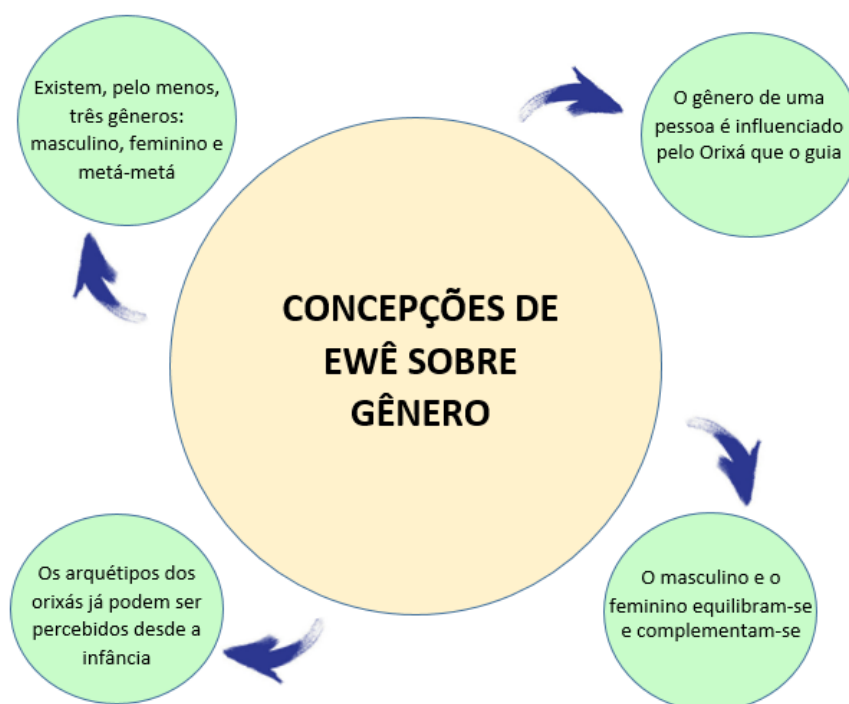 Existem, pelo menos,
três gêneros:
masculino, feminino e
metá-metá
O gênero de uma
pessoa é influenciado
pelo Orixá que o guia
CONCEPÇÕES DE
EWÊ SOBRE
GÊNERO
Os arquétipos dos
orixás já podem ser
percebidos desde a
infância
O masculino e o
feminino equilibram-se
e complementam-se